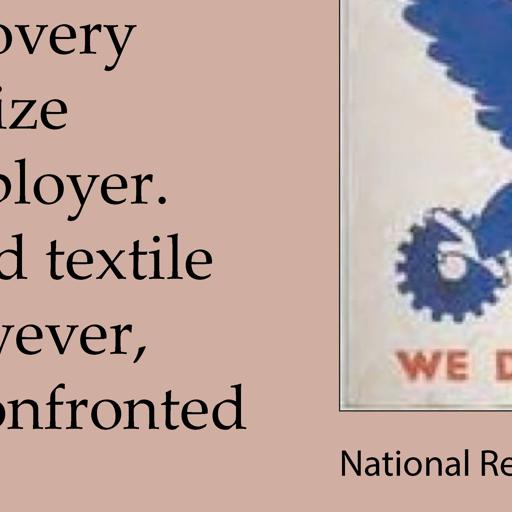 overy
ize
ployer.
d textile
vever,
onfronted
WE D
National Re